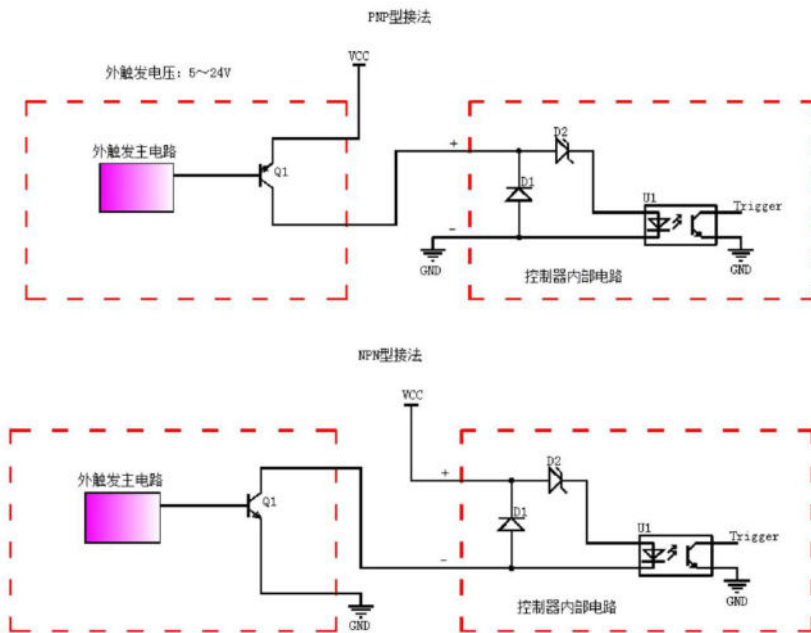 PNP型接法
外触发电压: 5～24V
VCC
外触发主电路
Q1
+
D2
D1
U1
Trigger
-
GND
GND
控制器内部电路
NPN型接法
VCC
外触发主电路
Q1
+
D2
D1
U1
Trigger
-
GND
GND
控制器内部电路